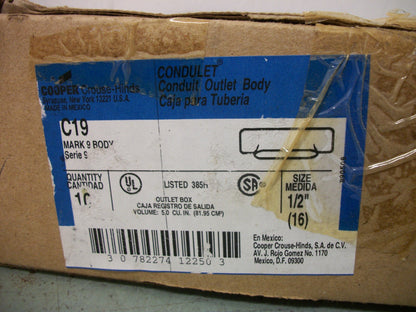 COOPER Crouse-Hinds
Syracuse, New York 13221 U.S.A.
MADE IN MEXICO
CONDULET®
Conduit Outlet Body
Caja para Tubería
C19
MARK 9 BODY
Serie 9
QUANTITY
CANTIDAD
10
UL
LISTED 385H
SA
SIZE
MEDIDA
1/2"
(16)
OUTLET BOX
CAJA REGISTRO DE SALIDA
VOLUME: 5.0 CU. IN. (81.95 CM³)
3 0 782274 12250 3
En Mexico:
Cooper Crouse-Hinds, S.A. de C.V.
AV. J. Rojo Gomez No. 1170
Mexico, D.F. 09300